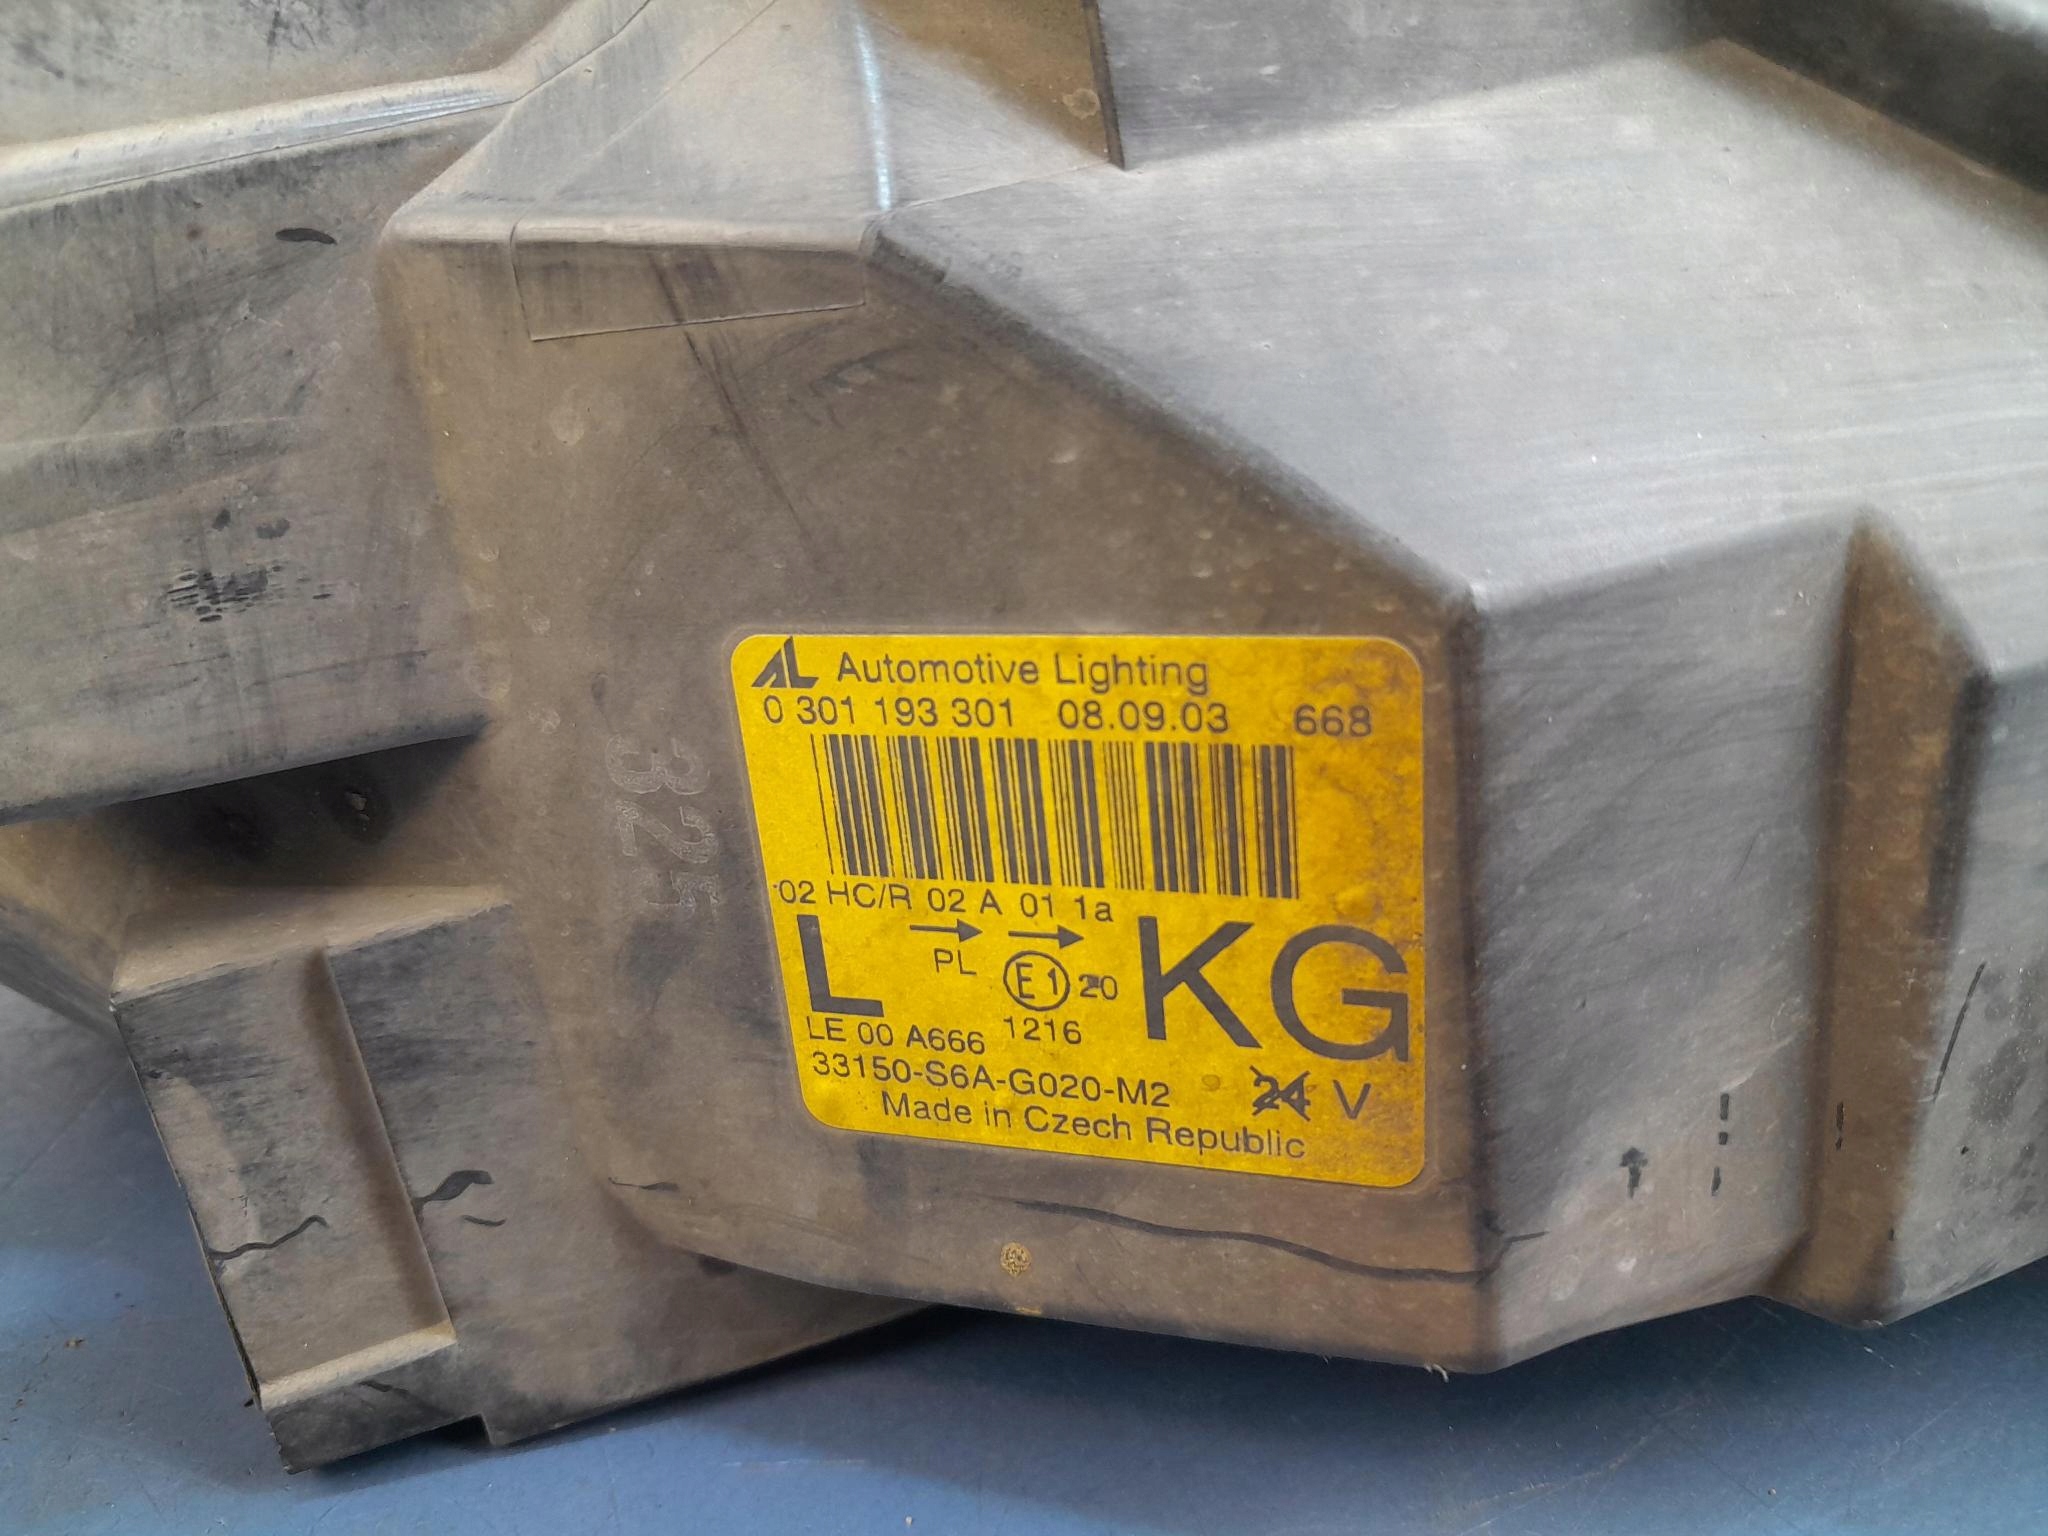 AL Automotive Lighting
0 301 193 301 08.09.03 668
02 HC/R 02 A 01 1a
L → → KG
PL E1 20
LE 00 A666 1216
33150-S6A-G020-M2 24 V
Made in Czech Republic
325